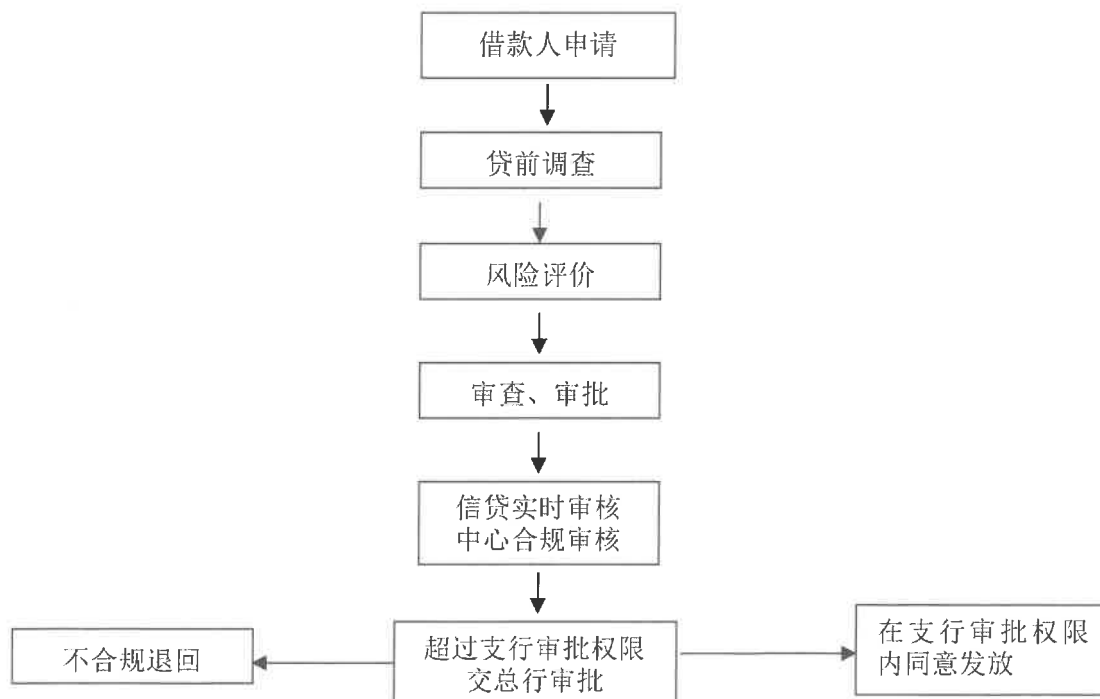 借款人申请
贷前调查
风险评价
审查、审批
信贷实时审核
中心合规审核
不合规退回
超过支行审批权限
交总行审批
在支行审批权限
内同意发放